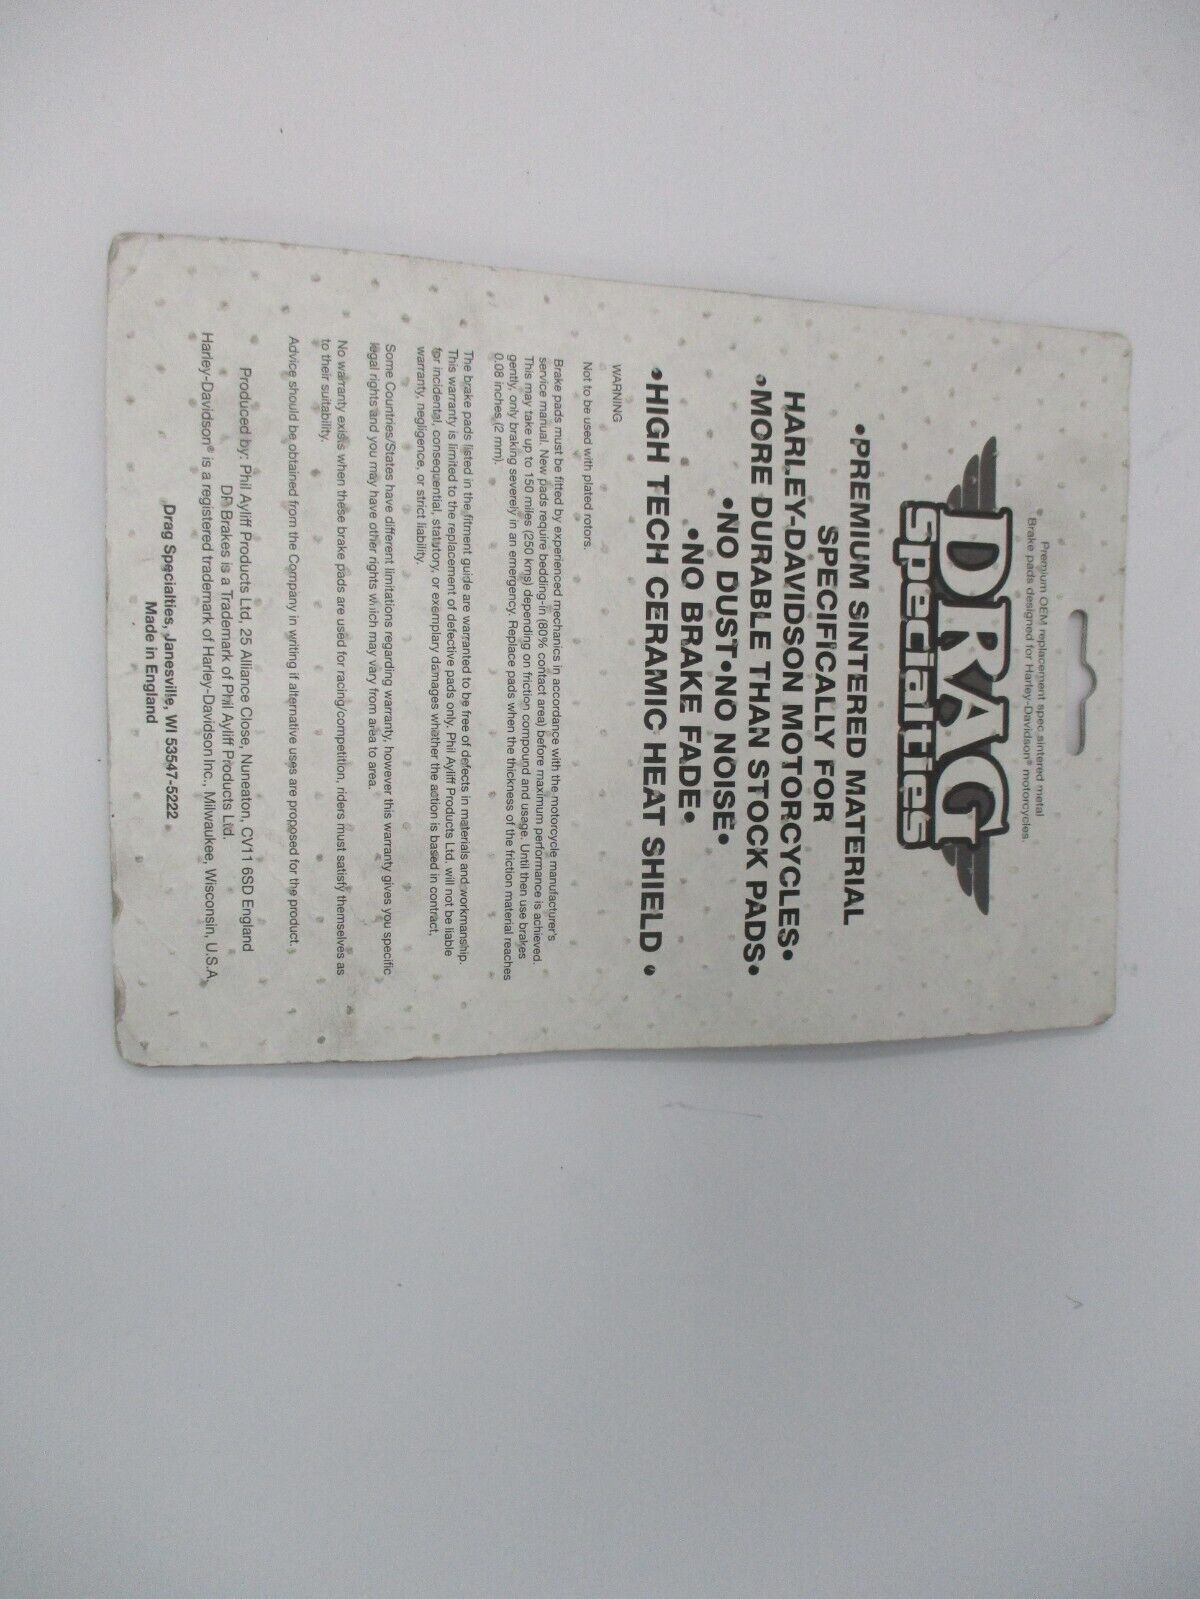 Premium OEM replacement spec sintered metal
Brake pads designed for Harley-Davidson® motorcycles.
DRAG
Specialties
•PREMIUM SINTERED MATERIAL
SPECIFICALLY FOR
HARLEY-DAVIDSON MOTORCYCLES•
•MORE DURABLE THAN STOCK PADS•
•NO DUST•NO NOISE•
•NO BRAKE FADE•
•HIGH TECH CERAMIC HEAT SHIELD •
WARNING
Not to be used with plated rotors.
Brake pads must be fitted by experienced mechanics in accordance with the motorcycle manufacturer's
service manual. New pads require bedding-in (80% contact area) before maximum performance is achieved.
This may take up to 150 miles (250 kms) depending on friction compound and usage. Until then use brakes
gently, only braking severely in an emergency. Replace pads when the thickness of the friction material reaches
0.08 inches (2 mm).
The brake pads listed in the fitment guide are warranted to be free of defects in materials and workmanship.
This warranty is limited to the replacement of defective pads only. Phil Ayliff Products Ltd. will not be liable
for incidental, consequential, statutory, or exemplary damages whether the action is based in contract,
warranty, negligence, or strict liability.
Some Countries/States have different limitations regarding warranty, however this warranty gives you specific
legal rights and you may have other rights which may vary from area to area.
No warranty exists when these brake pads are used for racing/competition, riders must satisfy themselves as
to their suitability.
Advice should be obtained from the Company in writing if alternative uses are proposed for the product.
Produced by: Phil Ayliff Products Ltd, 25 Alliance Close, Nuneaton, CV11 6SD England
DP Brakes is a Trademark of Phil Ayliff Products Ltd.
Harley-Davidson® is a registered trademark of Harley-Davidson Inc., Milwaukee, Wisconsin, U.S.A.
Drag Specialties, Janesville, WI 53547-5222
Made in England